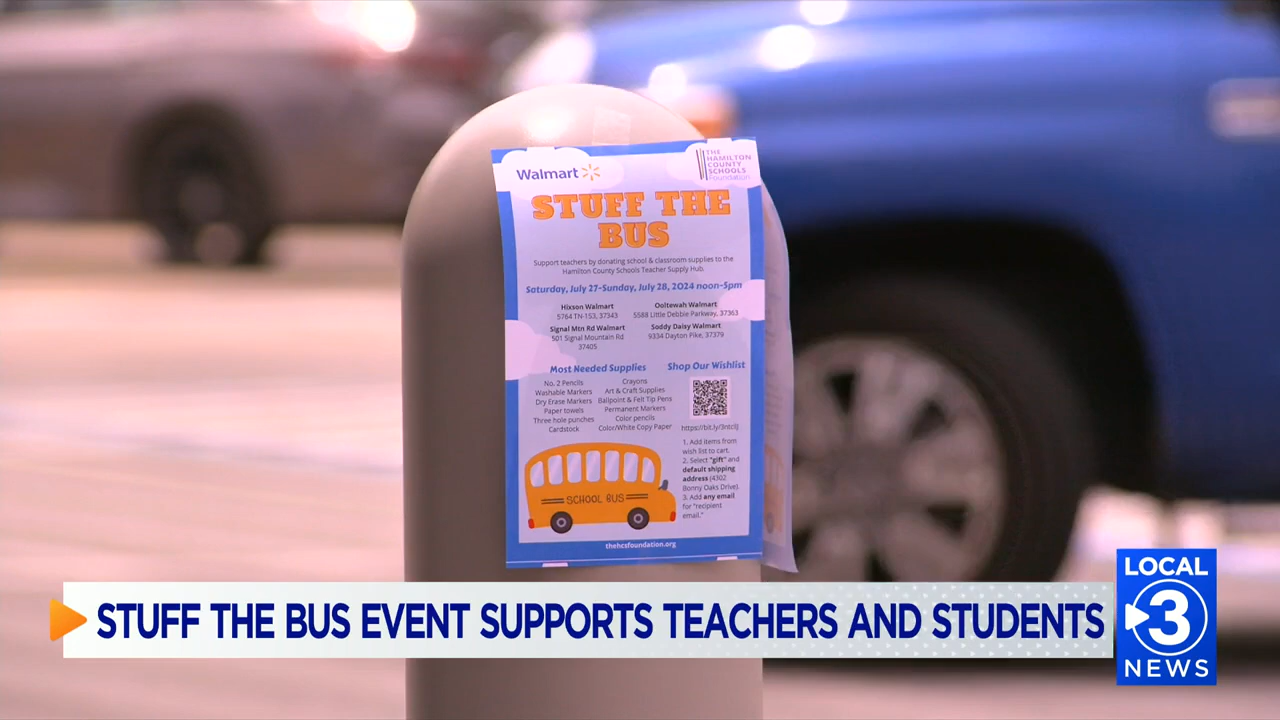 Walmart
THE
HAMILTON
COUNTY
SCHOOLS
Foundation
STUFF THE
BUS
Support teachers by donating school & classroom supplies to the
Hamilton County Schools Teacher Supply Hub.
Saturday, July 27-Sunday, July 28, 2024 noon-5pm
Hixson Walmart
5764 TN-153, 37343
Ooltewah Walmart
5588 Little Debbie Parkway, 37363
Signal Mtn Rd Walmart
501 Signal Mountain Rd
37405
Soddy Daisy Walmart
9334 Dayton Pike, 37379
Most Needed Supplies
No. 2 Pencils
Washable Markers
Dry Erase Markers
Paper towels
Three hole punches
Cardstock
Crayons
Art & Craft Supplies
Ballpoint & Felt Tip Pens
Permanent Markers
Color pencils
Color/White Copy Paper
Shop Our Wishlist
1. Add items from
wish list to cart.
2. Select "gift" and
default shipping
address (4302
Bonny Oaks Drive).
3. Add any email
for "recipient
email."
SCHOOL BUS
thehcsfoundation.org
STUFF THE BUS EVENT SUPPORTS TEACHERS AND STUDENTS
LOCAL
3
NEWS